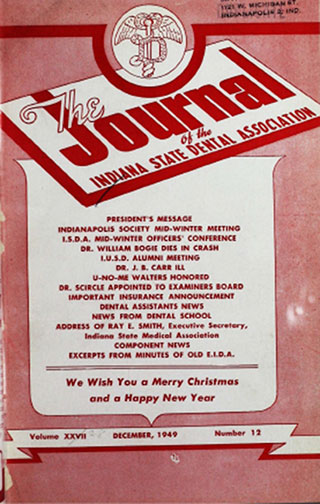 1121 W. MICHIGAN ST.
INDIANAPOLIS 2, IND.
The
Journal
of the
INDIANA STATE DENTAL ASSOCIATION
PRESIDENT'S MESSAGE
INDIANAPOLIS SOCIETY MID-WINTER MEETING
I.S.D.A. MID-WINTER OFFICERS' CONFERENCE
DR. WILLIAM BOGIE DIES IN CRASH
I.U.S.D. ALUMNI MEETING
DR. J. B. CARR ILL
U-NO-ME WALTERS HONORED
DR. SCIRCLE APPOINTED TO EXAMINERS BOARD
IMPORTANT INSURANCE ANNOUNCEMENT
DENTAL ASSISTANTS NEWS
NEWS FROM DENTAL SCHOOL
ADDRESS OF RAY E. SMITH, Executive Secretary,
Indiana State Medical Association
COMPONENT NEWS
EXCERPTS FROM MINUTES OF OLD E.I.D.A.
We Wish You a Merry Christmas
and a Happy New Year
Volume XXVII DECEMBER, 1949 Number 12